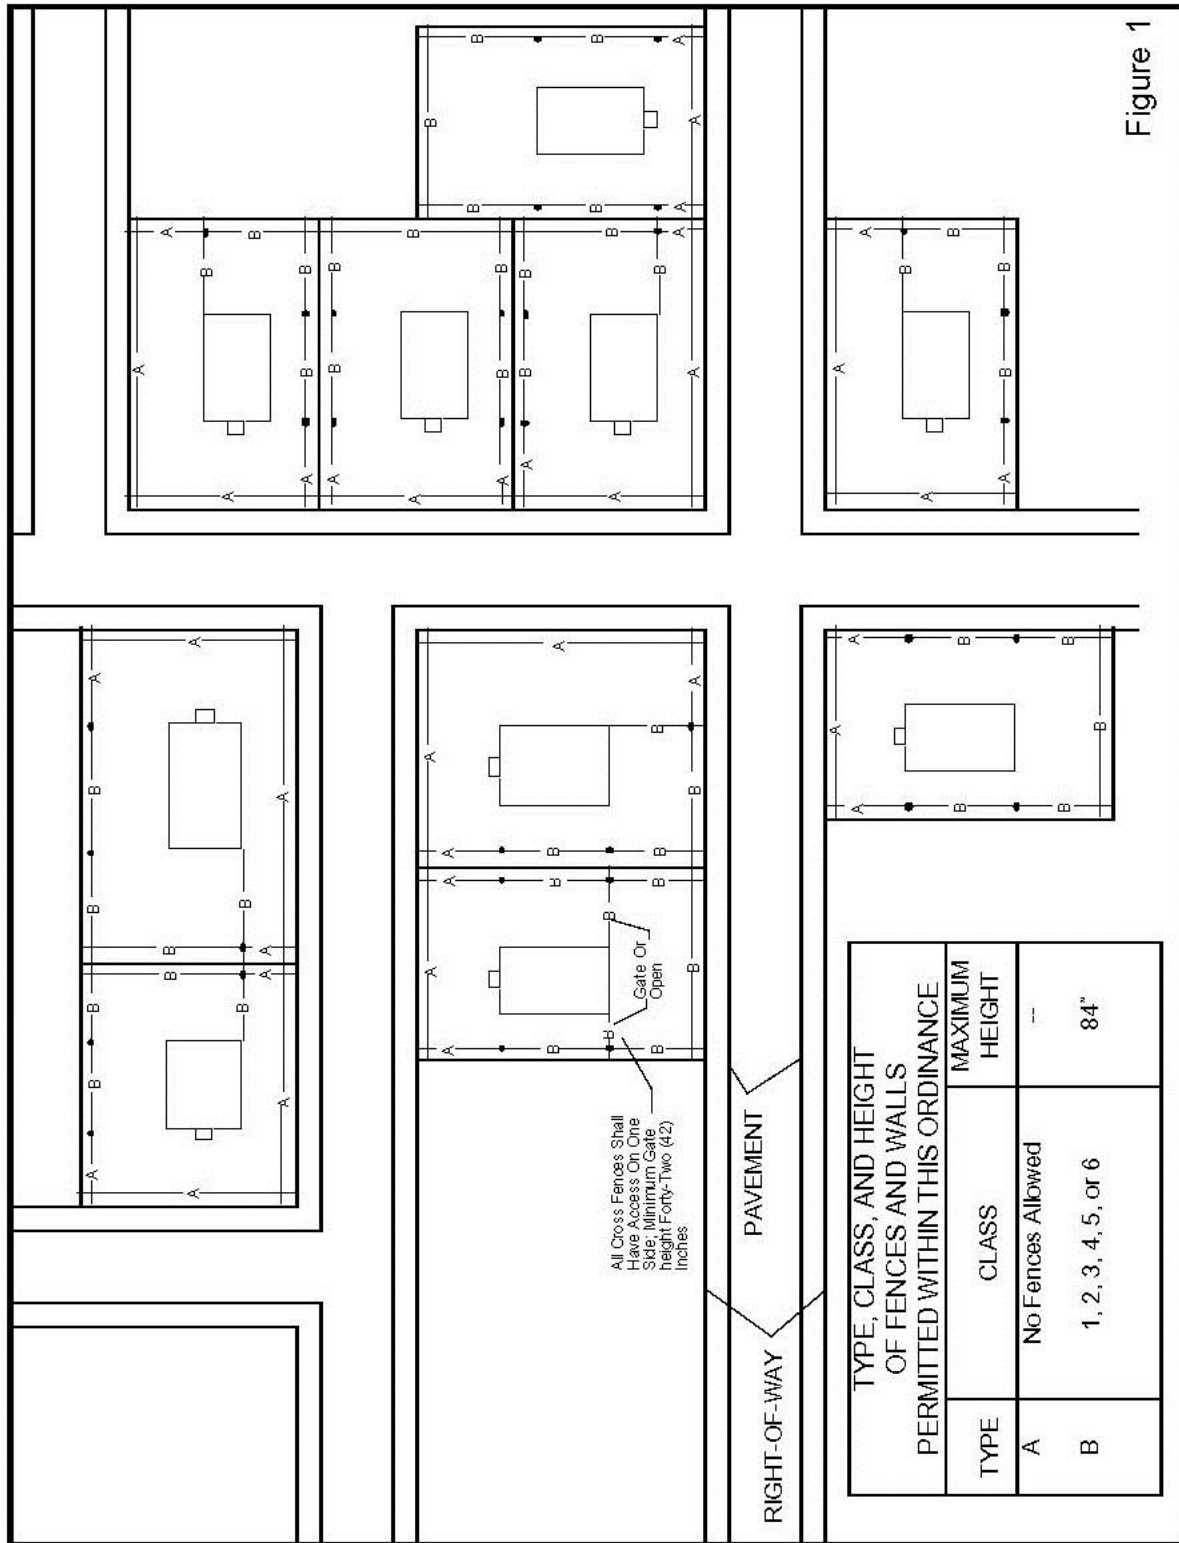 A
B
B
B
A
B
A
A
B
B
A
A
A
B
B
A
A
B
B
B
B
A
B
B
A
B
A
B
B
A
A
A
B
B
A
A
A
B
B
B
A
B
A
B
B
A
A
B
B
B
A
B
B
A
A
B
B
A
B
B
A
B
A
B
B
A
All Cross Fences Shall
Have Access On One
Side; Minimum Gate
height Forty-Two (42)
Inches
Gate Or
Open
PAVEMENT
RIGHT-OF-WAY
A
B
B
A
B
A
B
B
A
A
A
B
B
B
A
B
TYPE, CLASS, AND HEIGHT
OF FENCES AND WALLS
PERMITTED WITHIN THIS ORDINANCE
TYPE CLASS MAXIMUM
HEIGHT
A No Fences Allowed --
B 1, 2, 3, 4, 5, or 6 84"
Figure 1